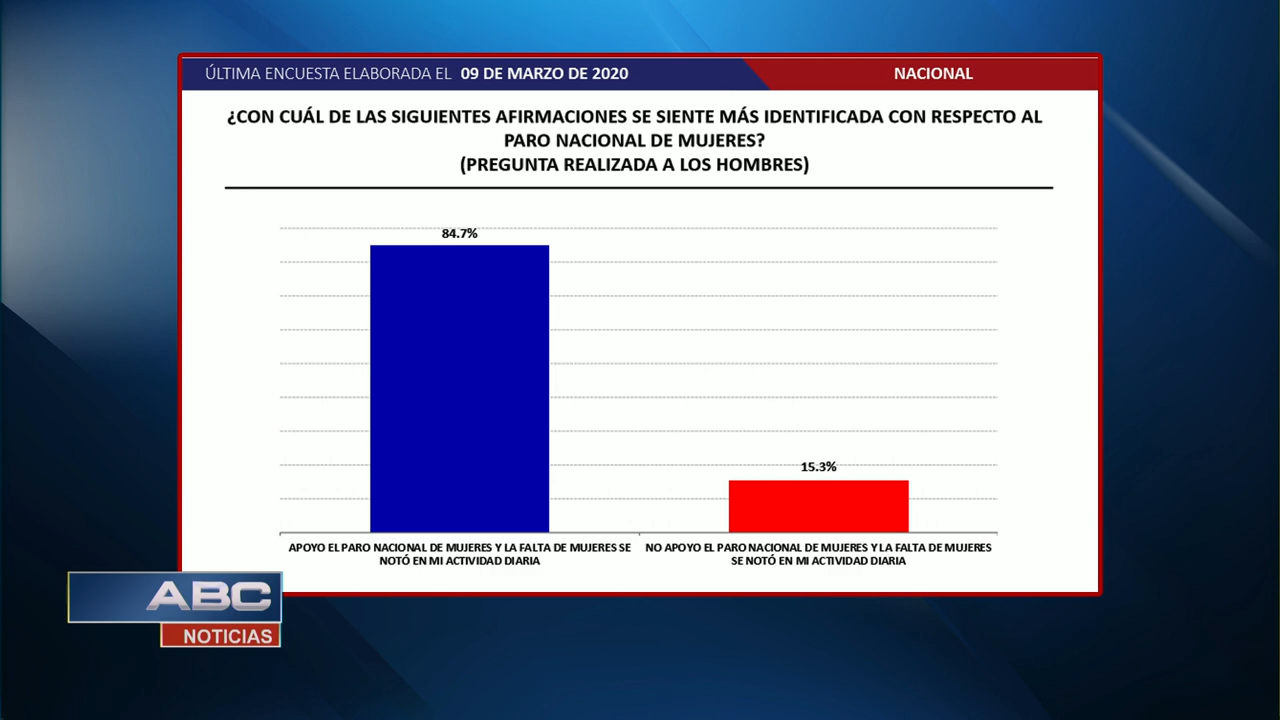 ÚLTIMA ENCUESTA ELABORADA EL 09 DE MARZO DE 2020
NACIONAL
¿CON CUÁL DE LAS SIGUIENTES AFIRMACIONES SE SIENTE MÁS IDENTIFICADA CON RESPECTO AL
PARO NACIONAL DE MUJERES?
(PREGUNTA REALIZADA A LOS HOMBRES)
84.7%
15.3%
APOYO EL PARO NACIONAL DE MUJERES Y LA FALTA DE MUJERES SE
NOTÓ EN MI ACTIVIDAD DIARIA
NO APOYO EL PARO NACIONAL DE MUJERES Y LA FALTA DE MUJERES
SE NOTÓ EN MI ACTIVIDAD DIARIA
ABC
NOTICIAS